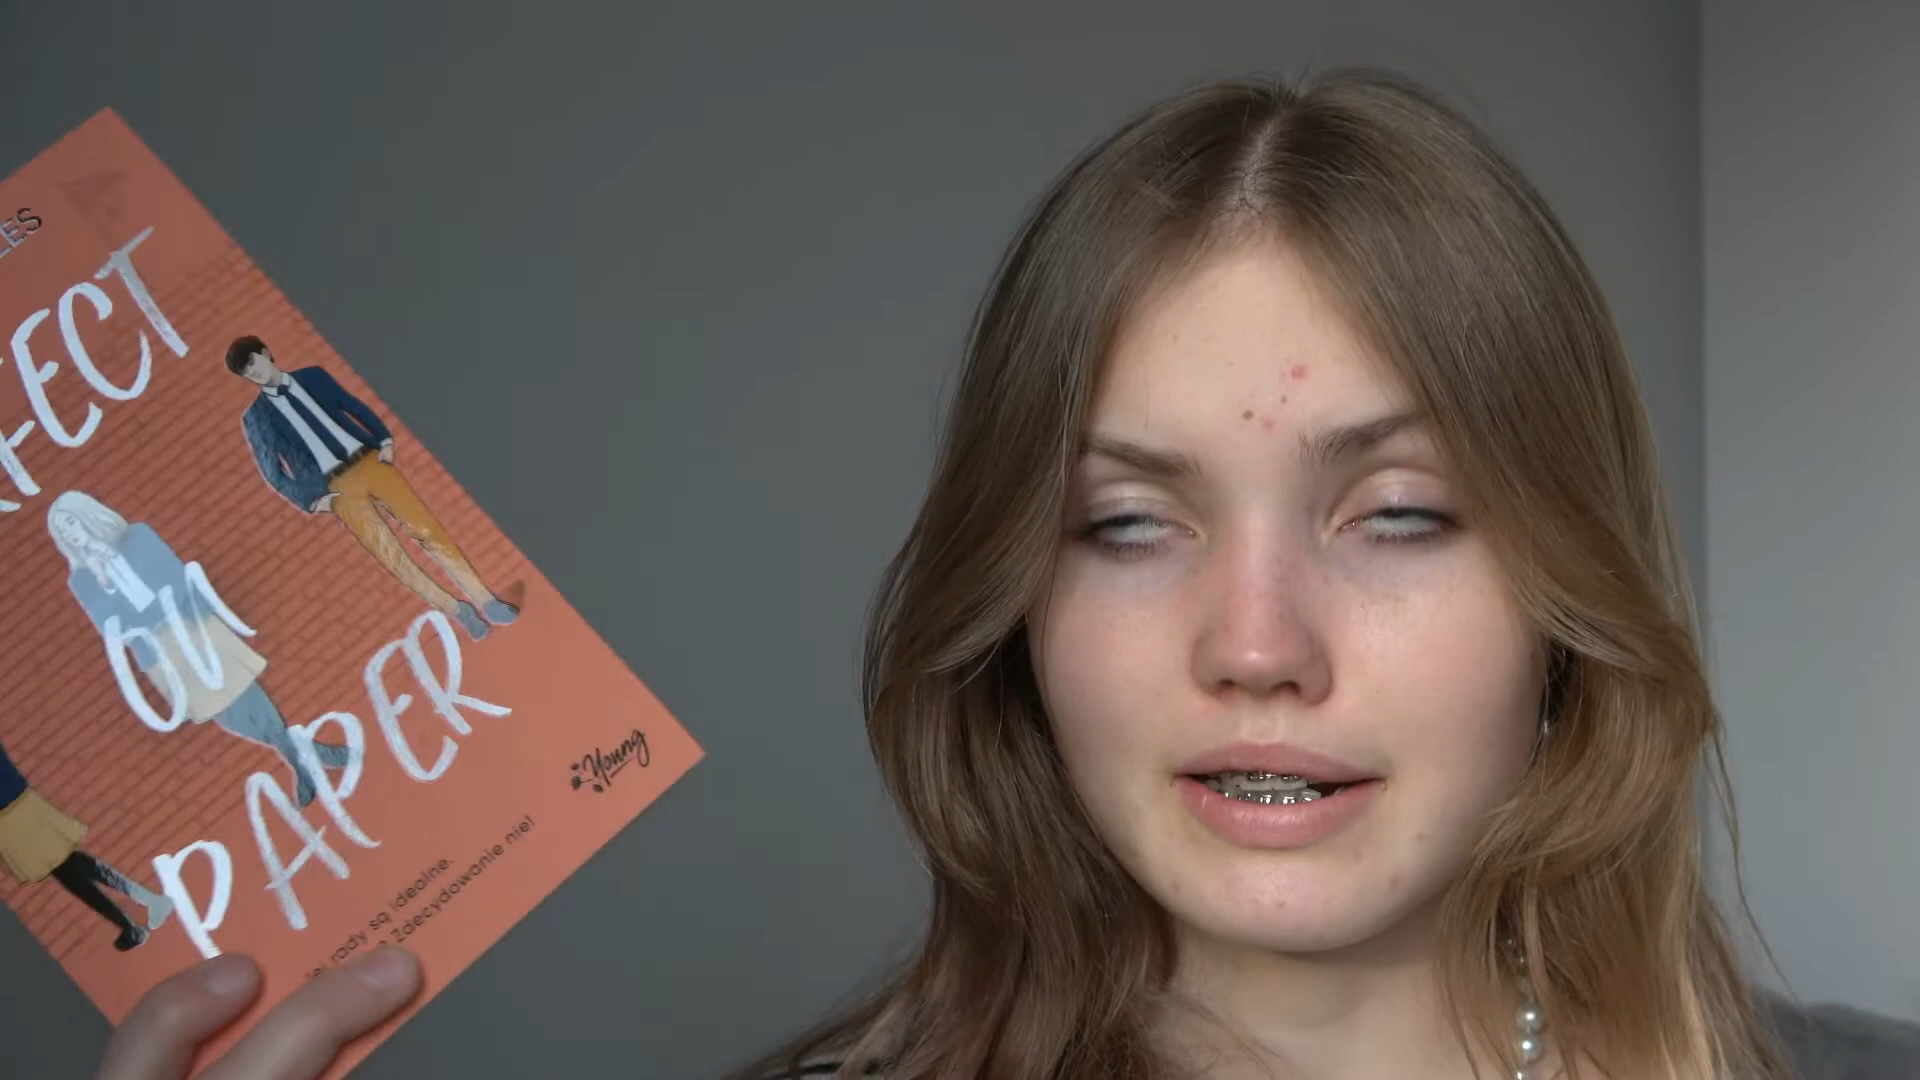 LES
FECT
ON
PAPER
Young
rady są idealne.
Zdecydowanie nie!